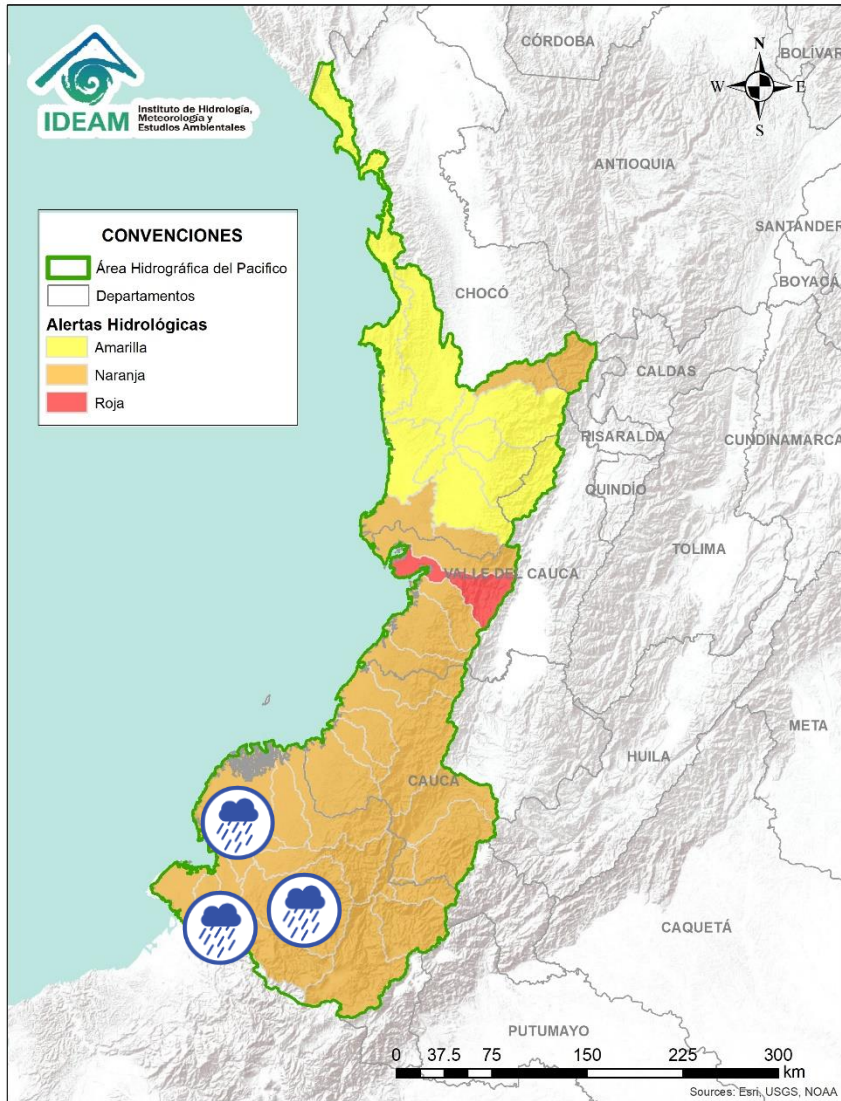 IDEAM
Instituto de Hidrología,
Meteorología y
Estudios Ambientales
CÓRDOBA
BOLÍVAR
N
W
E
S
ANTIOQUIA
SANTANDER
BOYACÁ
CONVENCIONES
Área Hidrográfica del Pacifico
Departamentos
Alertas Hidrológicas
Amarilla
Naranja
Roja
CHOCÓ
CALDAS
RISARALDA
CUNDINAMARCA
QUINDÍO
TOLIMA
VALLE DEL CAUCA
META
HUILA
CAUCA
CAQUETÁ
PUTUMAYO
0 37.5 75 150 225 300
km
Sources: Esri, USGS, NOAA